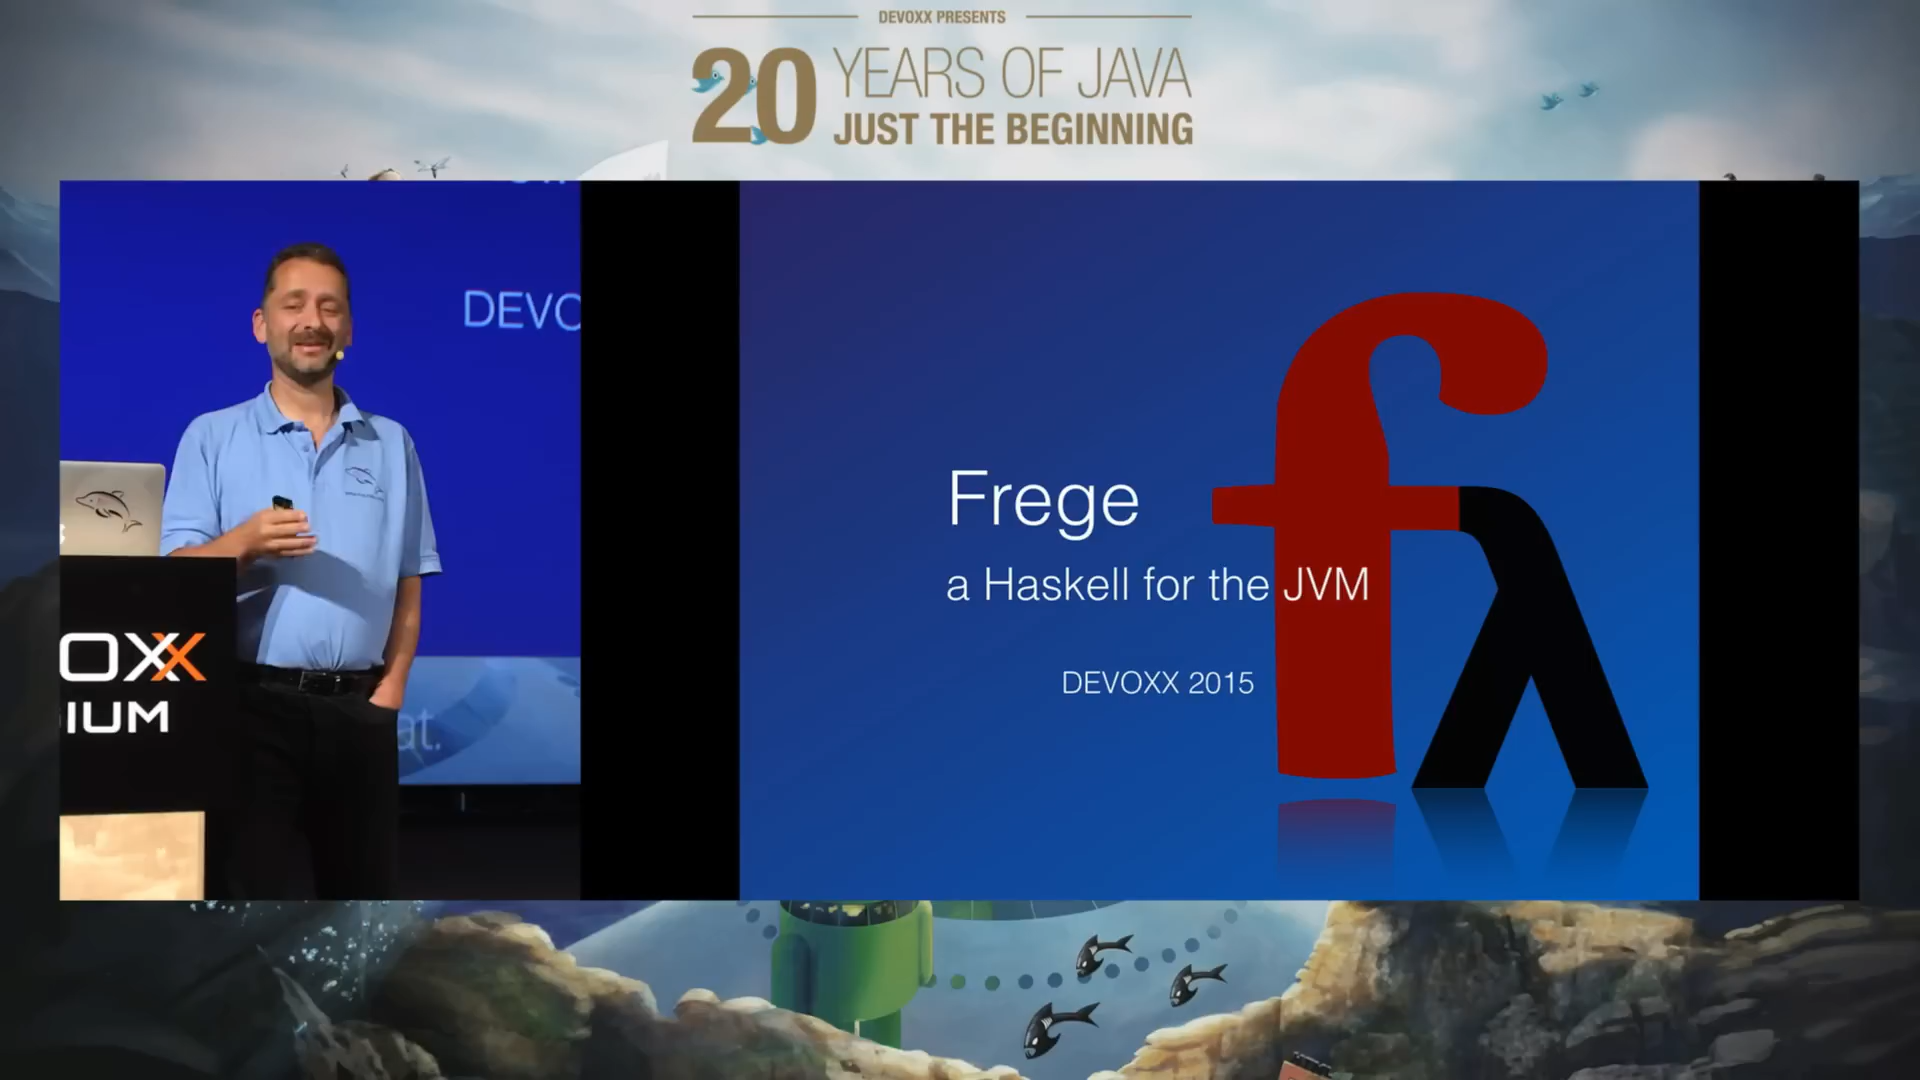 DEVOXX PRESENTS
20 YEARS OF JAVA
JUST THE BEGINNING
DEVO
Frege
a Haskell for the JVM
DEVOXX 2015
OXX
IUM
at.